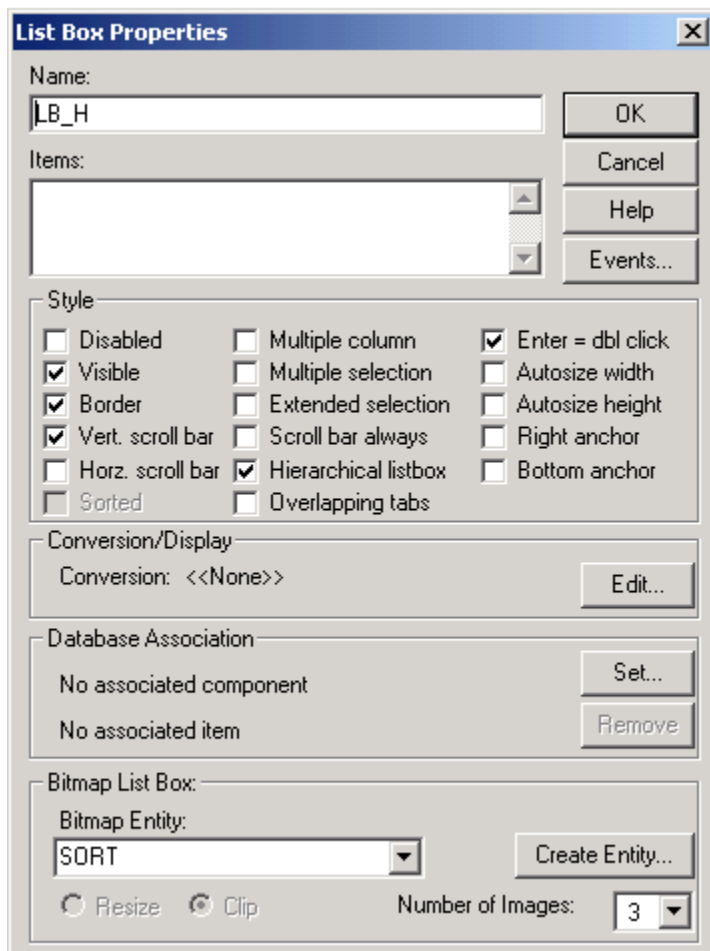 List Box Properties
Name:
LB_H
OK
Items:
Cancel
Help
Events...
Style
Disabled Multiple column Enter = dbl click
Visible Multiple selection Autosize width
Border Extended selection Autosize height
Vert. scroll bar Scroll bar always Right anchor
Horz. scroll bar Hierarchical listbox Bottom anchor
Sorted Overlapping tabs
Conversion/Display
Conversion: <<None>>
Edit...
Database Association
No associated component
Set...
No associated item
Remove
Bitmap List Box:
Bitmap Entity:
SORT
Create Entity...
Resize Clip Number of Images: 3